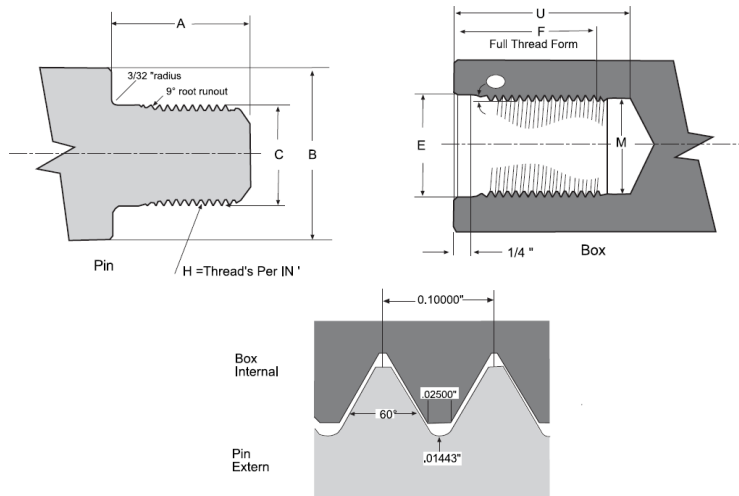 A
3/32 "radius
9° root runout
C
B
Pin
H =Thread's Per IN '
U
F
Full Thread Form
E
M
1/4 "
Box
0.10000"
Box
Internal
.02500"
60°
Pin
Extern
.01443"